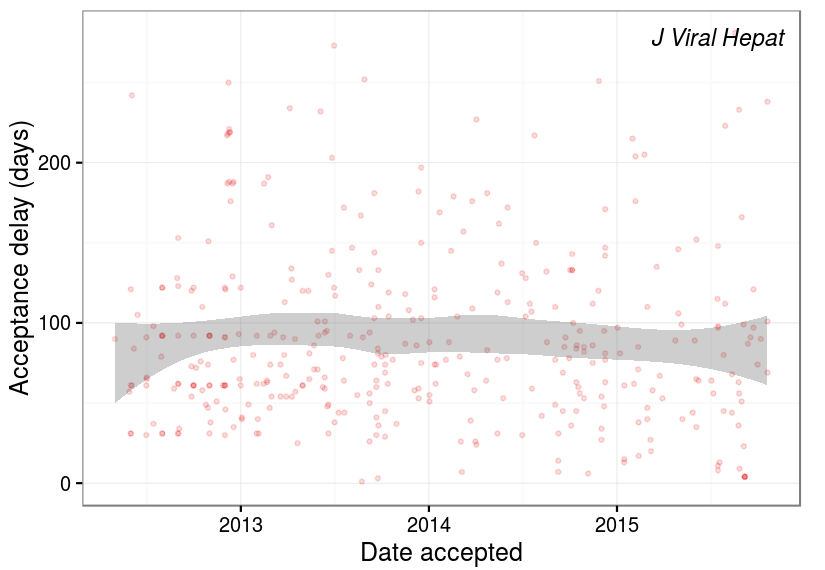 J Viral Hepat
Acceptance delay (days)
200
100
0
2013 2014 2015
Date accepted